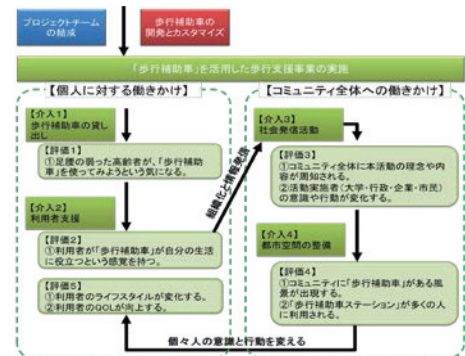 プロジェクトチーム
の結成
歩行補助車の
開発とカスタマイズ
「歩行補助車」を活用した歩行支援事業の実施
【個人に対する働きかけ】
【介入1】
歩行補助車の貸し
出し
【評価1】
①足腰の弱った高齢者が、「歩行補助
車」を使ってみようという気になる。
【介入2】
利用者支援
【評価2】
①利用者が「歩行補助車」が自分の生活
に役立つという感覚を持つ。
【評価5】
①利用者のライフスタイルが変化する。
②利用者のQOLが向上する。
組織化と情報発信
【コミュニティ全体への働きかけ】
【介入3】
社会発信活動
【評価3】
①コミュニティ全体に本活動の理念や内
容が周知される。
②活動実施者(大学・行政・企業・市民)
の意識や行動が変化する。
【介入4】
都市空間の整備
【評価4】
①コミュニティに「歩行補助車」がある風
景が出現する。
②「歩行補助車ステーション」が多くの人
に利用される。
個々人の意識と行動を変える